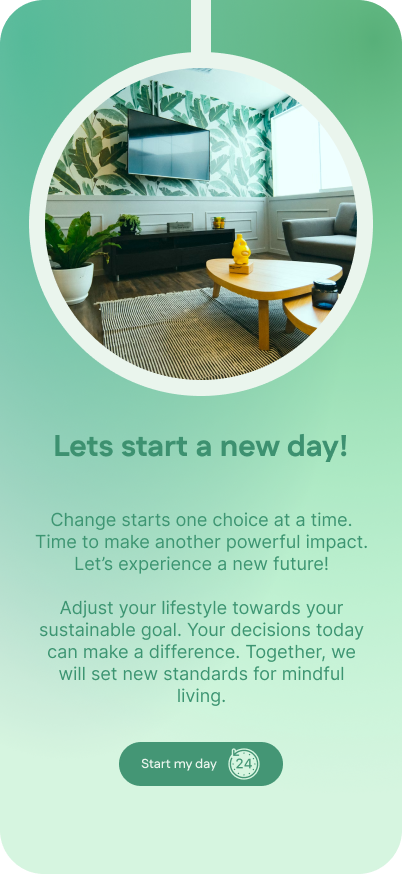 Lets start a new day!
Change starts one choice at a time.
Time to make another powerful impact.
Let’s experience a new future!
Adjust your lifestyle towards your
sustainable goal. Your decisions today
can make a difference. Together, we
will set new standards for mindful
living.
Start my day
24